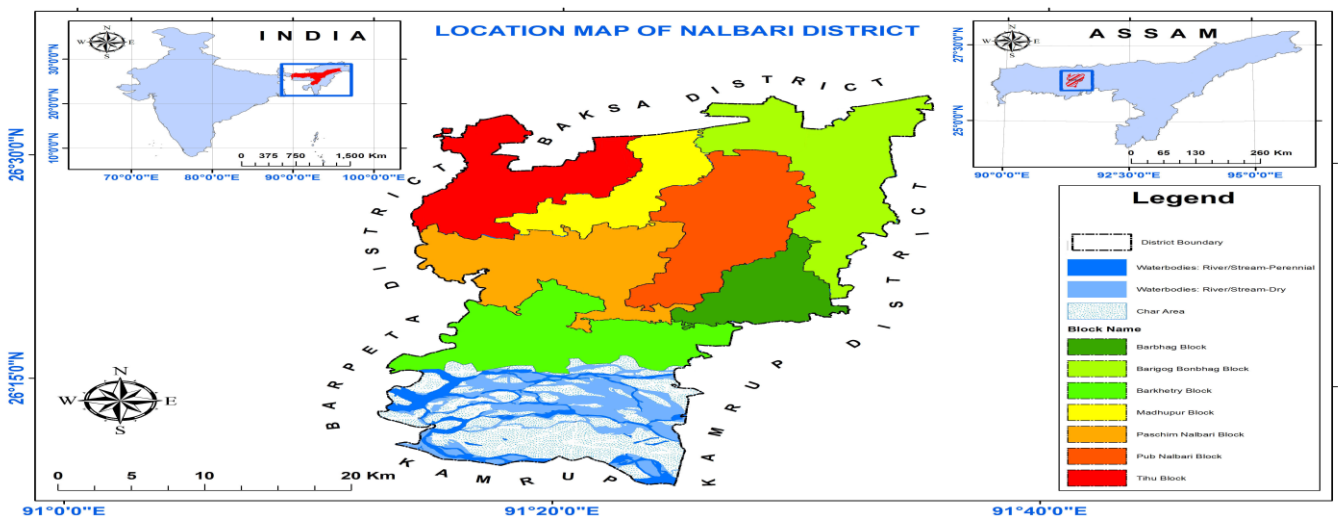 LOCATION MAP OF NALBARI DISTRICT
INDIA
N
W E
S
30°0'0"N
20°0'0"N
10°0'0"N
0 375 750 1,500 Km
70°0'0"E 80°0'0"E 90°0'0"E 100°0'0"E
ASSAM
N
W E
S
27°30'0"N
25°0'0"N
0 65 130 260 Km
90°0'0"E 92°30'0"E 95°0'0"E
26°30'0"N
26°15'0"N
BAKSA DISTRICT
BARPETA DISTRICT
KAMRUP DISTRICT
KAMRUP
N
W E
S
0 5 10 20 Km
91°0'0"E 91°20'0"E 91°40'0"E
Legend
District Boundary
Waterbodies: River/Stream-Perennial
Waterbodies: River/Stream-Dry
Char Area
Block Name
Barbhag Block
Barigog Bonbhag Block
Barkhetry Block
Madhupur Block
Paschim Nalbari Block
Pub Nalbari Block
Tihu Block